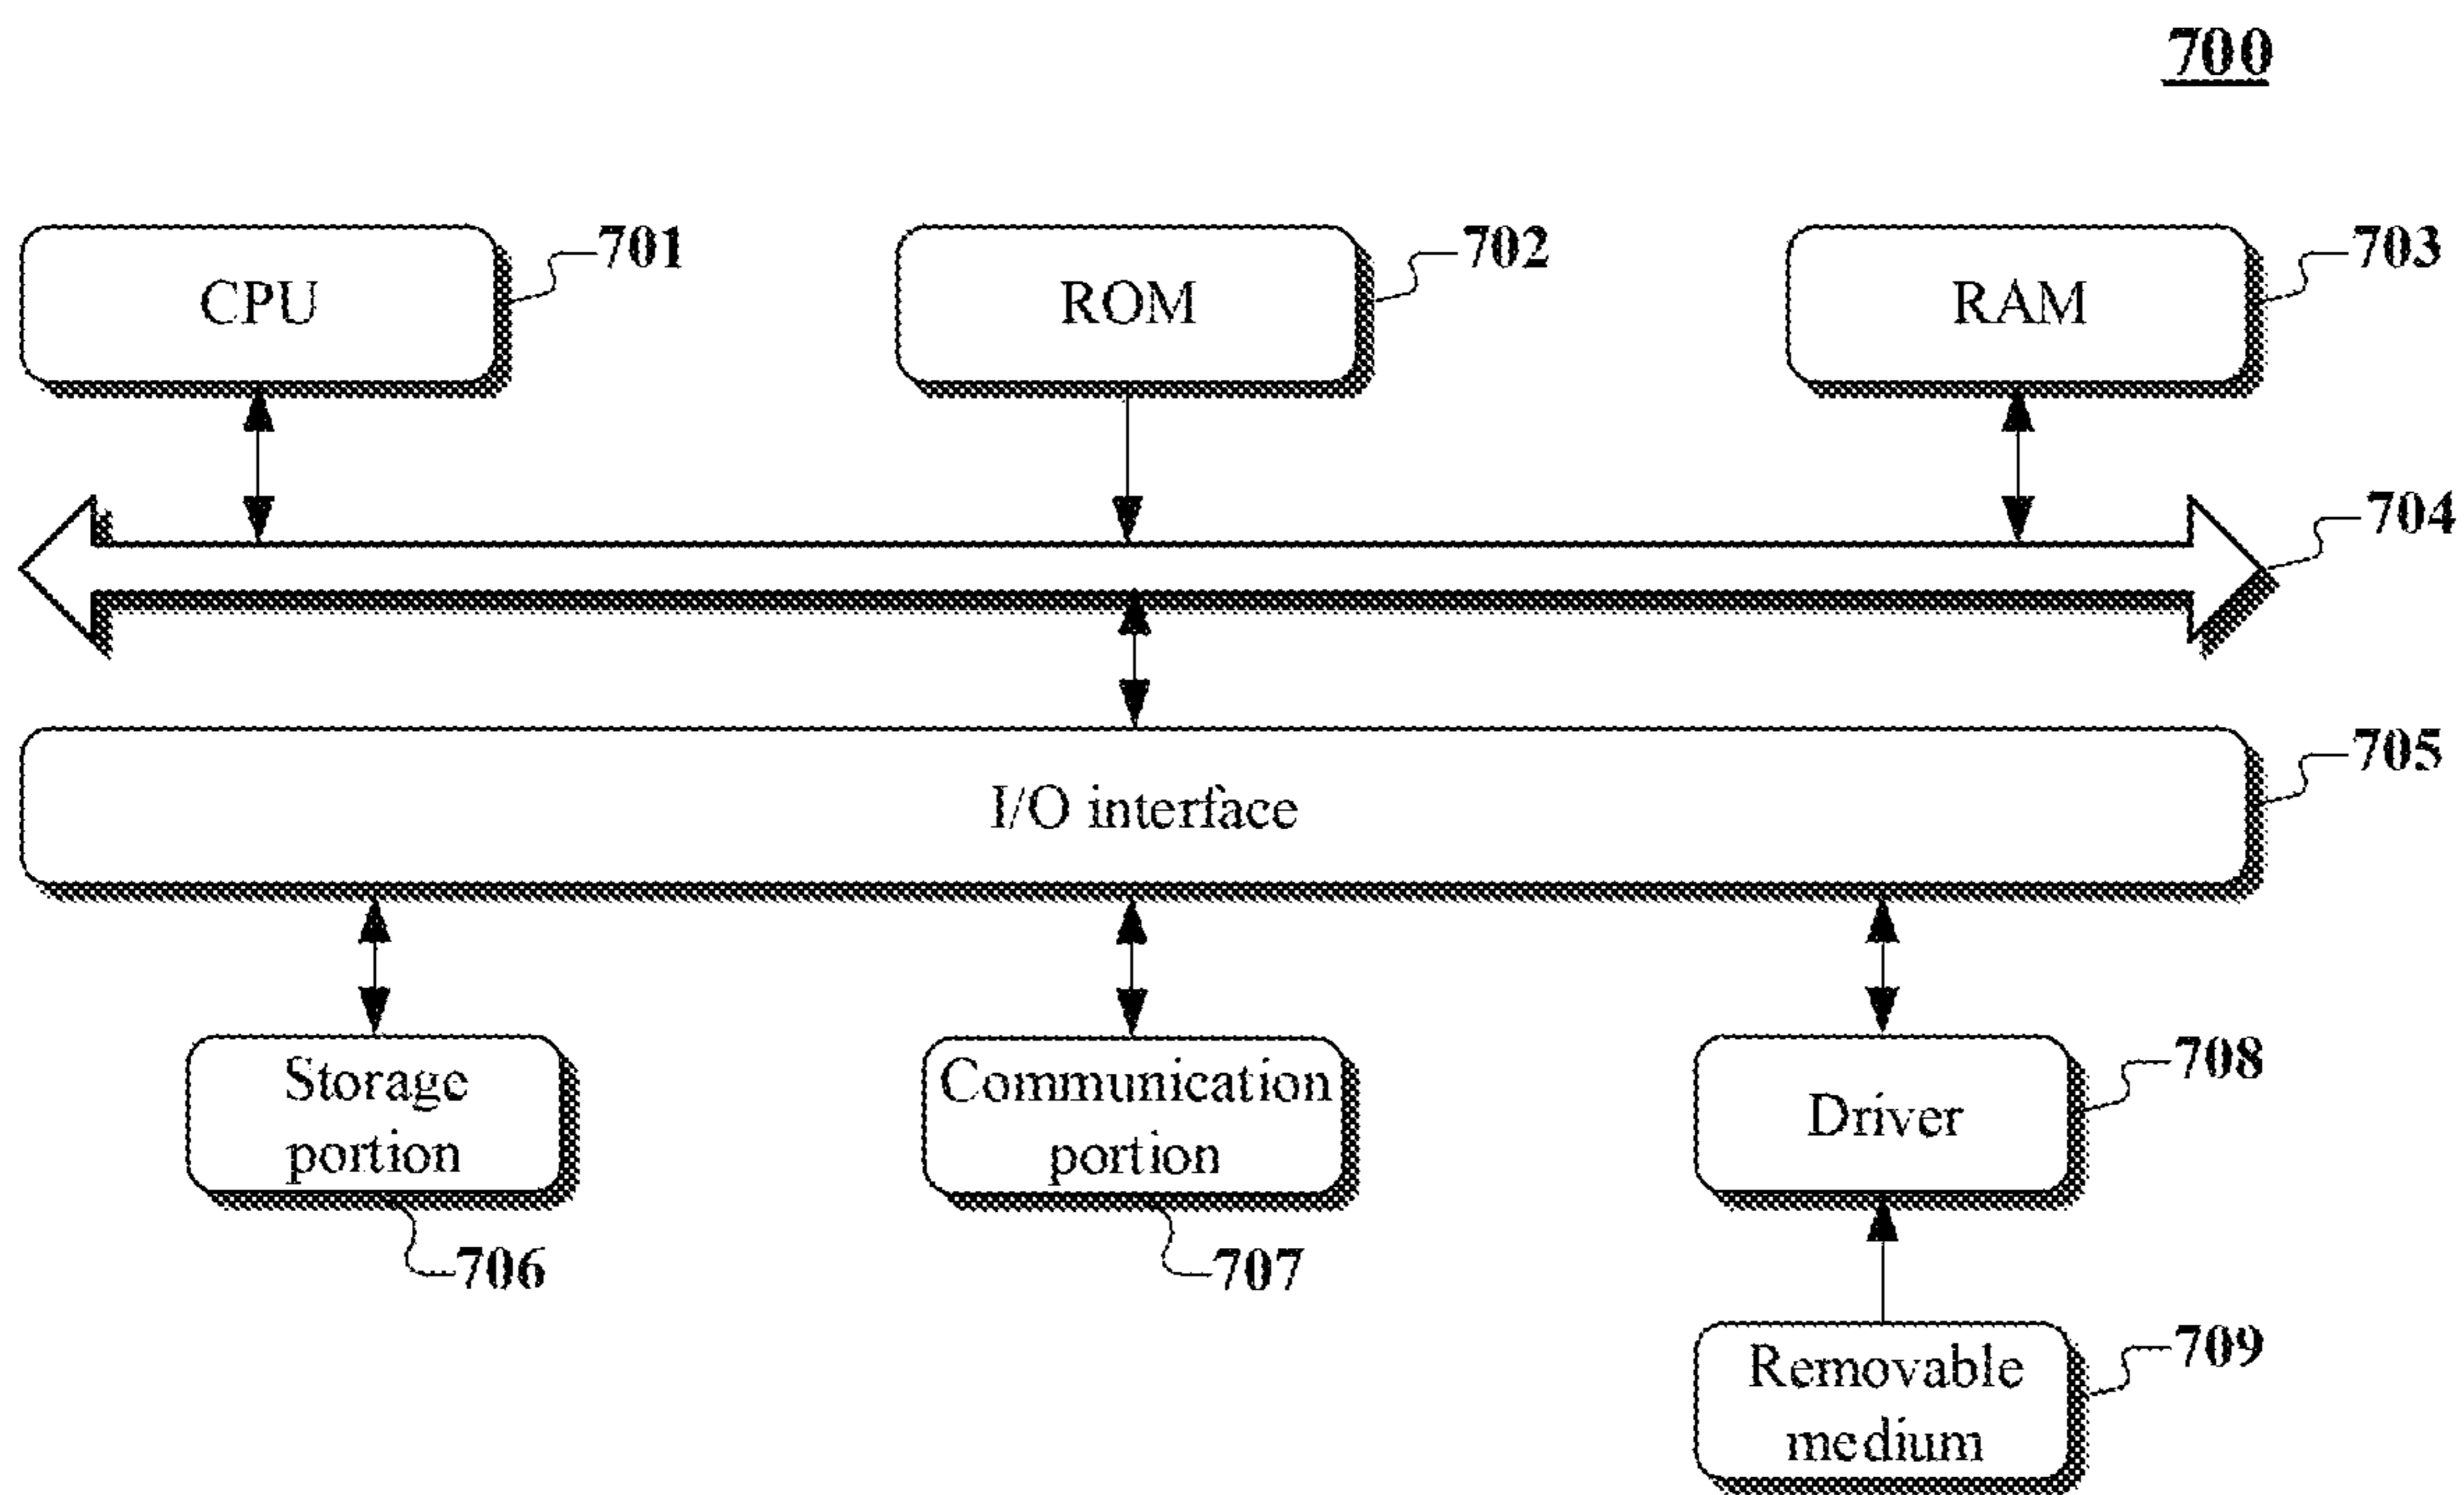 700
CPU
701
ROM
702
RAM
703
704
I/O interface
705
Storage
portion
706
Communication
portion
707
Driver
708
Removable
medium
709